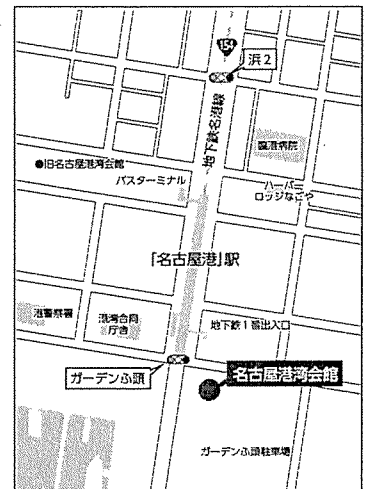 154
浜2
地下鉄名港線
臨港病院
●旧名古屋港湾会館
バスターミナル
ハーバー
ロッジなごや
「名古屋港」駅
港警察署
港湾合同
庁舎
地下鉄1番出入口
ガーデンふ頭
名古屋港湾会館
ガーデンふ頭駐車場